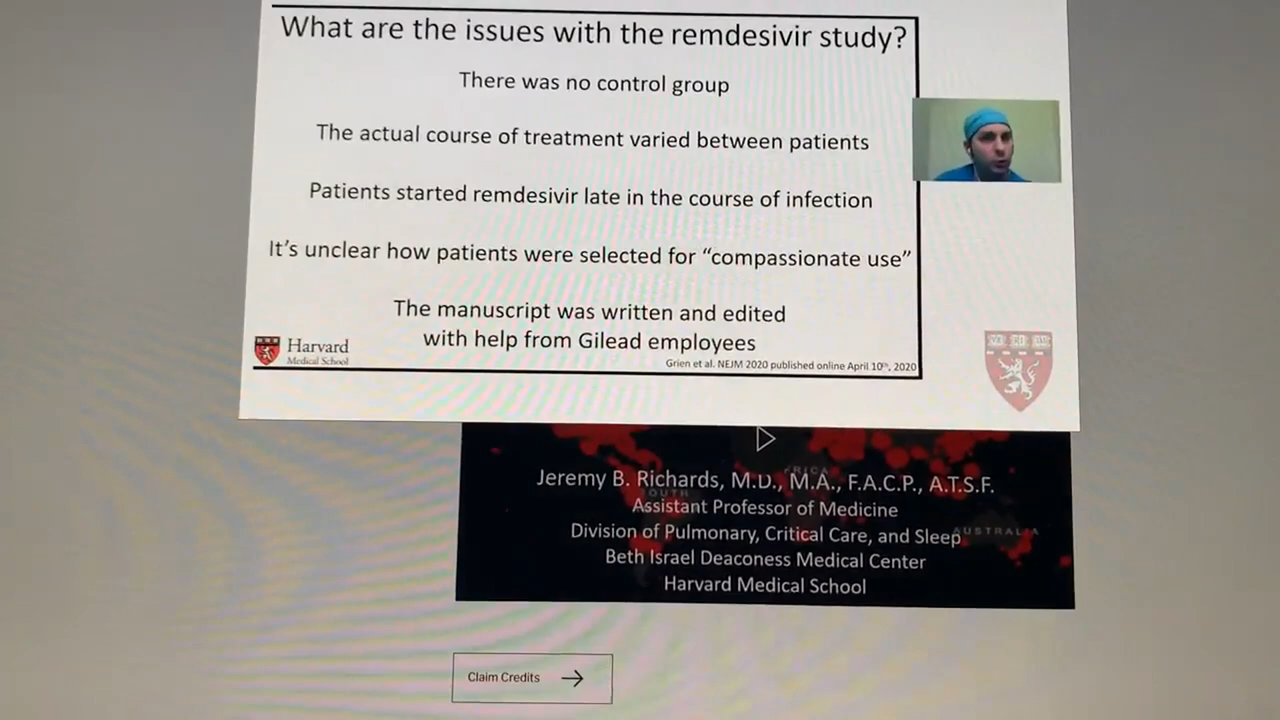 What are the issues with the remdesivir study?
There was no control group
The actual course of treatment varied between patients
Patients started remdesivir late in the course of infection
It's unclear how patients were selected for “compassionate use”
The manuscript was written and edited
with help from Gilead employees
Harvard
Medical School
Grien et al. NEJM 2020 published online April 10th, 2020
Jeremy B. Richards, M.D., M.A., F.A.C.P., A.T.S.F.
Assistant Professor of Medicine
Division of Pulmonary, Critical Care, and Sleep
AUSTRALIA
Beth Israel Deaconess Medical Center
Harvard Medical School
Claim Credits